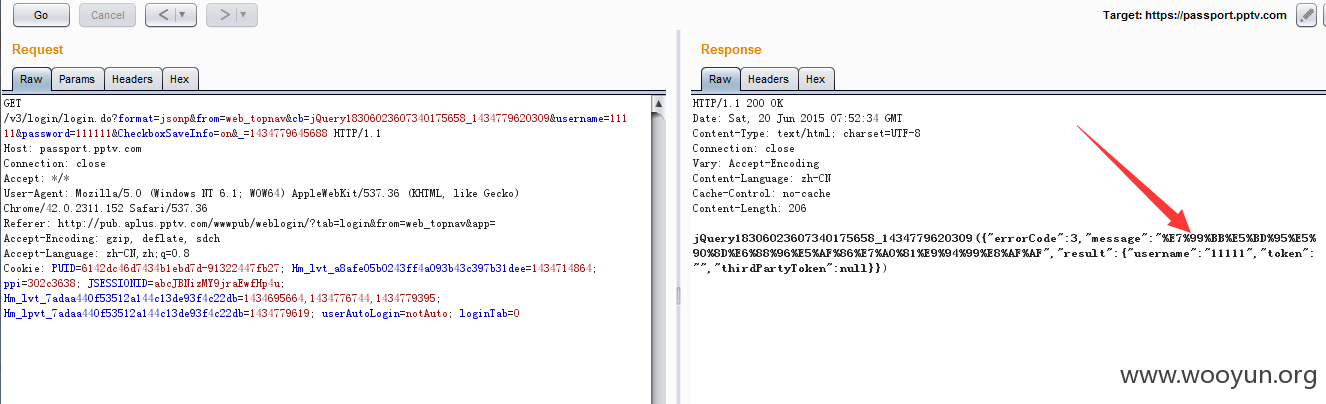 Go
Cancel
<
>
Target: https://passport.pptv.com
Request
Raw
Params
Headers
Hex
GET
/v3/login/login.do?format=jsonp&from=web_topnav&cb=jQuery18306023607340175658_1434779620309&username=111
11&password=111111&CheckboxSaveInfo=on&_=1434779645688 HTTP/1.1
Host: passport.pptv.com
Connection: close
Accept: */*
User-Agent: Mozilla/5.0 (Windows NT 6.1; WOW64) AppleWebKit/537.36 (KHTML, like Gecko)
Chrome/42.0.2311.152 Safari/537.36
Referer: http://pub.aplus.pptv.com/wwwpub/weblogin/?tab=login&from=web_topnav&app=
Accept-Encoding: gzip, deflate, sdch
Accept-Language: zh-CN,zh;q=0.8
Cookie: PUID=6142dc46d7434b1ebd7d-91322447fb27; Hm_lvt_a8afe05b0243ff4a093b43c397b31dee=1434714864;
ppi=302c3638; JSESSIONID=abcJBNizMY9jraEwfHp4u;
Hm_lvt_7adaa440f53512a144c13de93f4c22db=1434695664,1434776744,1434779395;
Hm_lpvt_7adaa440f53512a144c13de93f4c22db=1434779619; userAutoLogin=notAuto; loginTab=0
Response
Raw
Headers
Hex
HTTP/1.1 200 OK
Date: Sat, 20 Jun 2015 07:52:34 GMT
Content-Type: text/html; charset=UTF-8
Connection: close
Vary: Accept-Encoding
Content-Language: zh-CN
Cache-Control: no-cache
Content-Length: 206
jQuery18306023607340175658_1434779620309({"errorCode":3,"message":"%E7%99%BB%E5%BD%95%E5%
90%8D%E6%88%96%E5%AF%86%E7%A0%81%E9%94%99%E8%AF%AF","result":{"username":"11111","token":
"","thirdPartyToken":null}})
www.wooyun.org